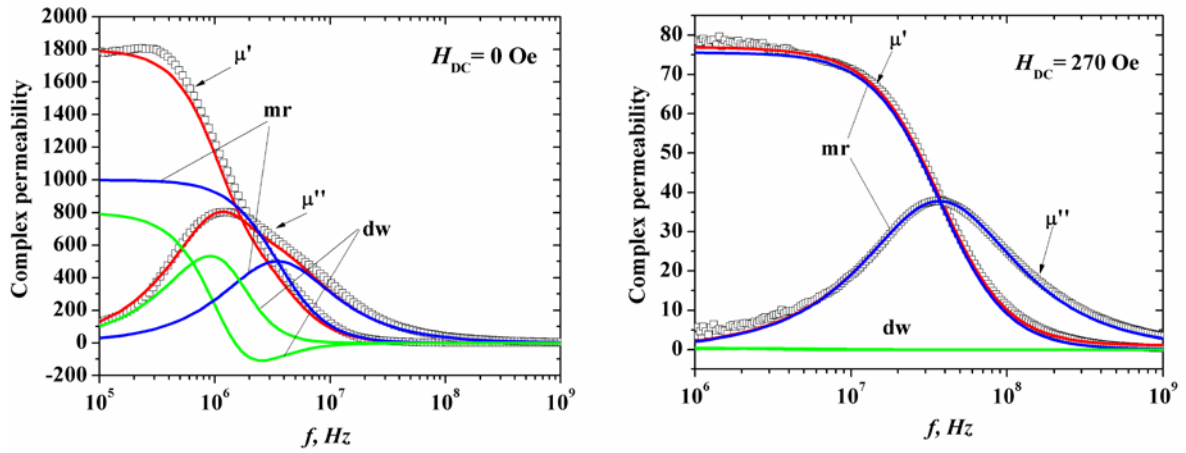 H_DC = 0 Oe
μ'
mr
μ''
dw
Complex permeability
2000
1800
1600
1400
1200
1000
800
600
400
200
0
-200
10^5 10^6 10^7 10^8 10^9
f, Hz
H_DC = 270 Oe
μ'
mr
μ''
dw
Complex permeability
80
75
70
60
50
40
30
20
10
0
10^6 10^7 10^8 10^9
f, Hz